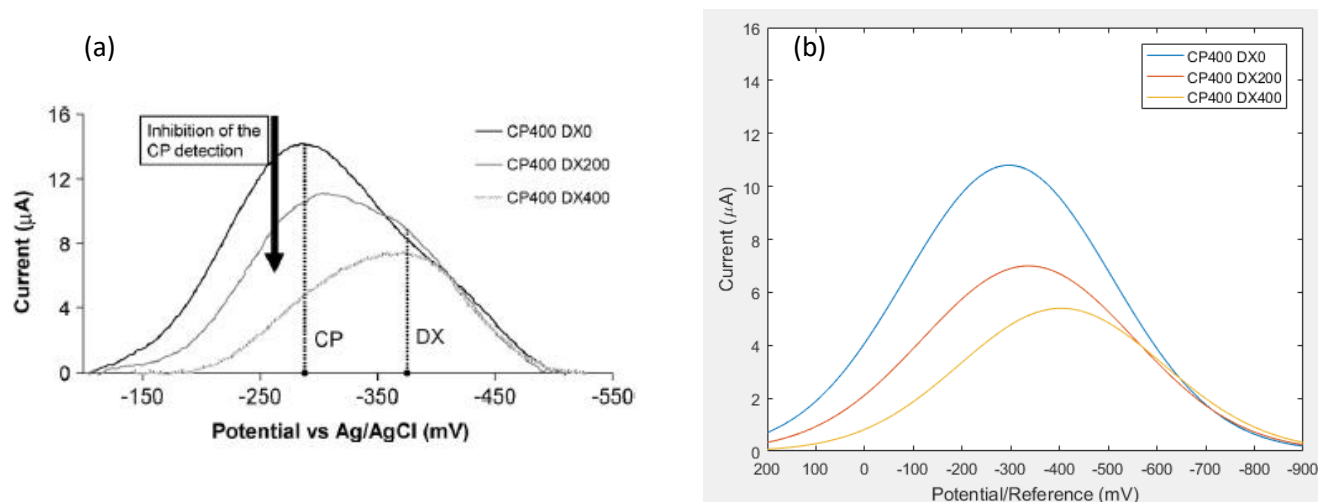 (a)
16
12
8
4
0
Current (µA)
Inhibition of the
CP detection
CP400 DX0
CP400 DX200
CP400 DX400
CP
DX
-150
-250
-350
-450
-550
Potential vs Ag/AgCl (mV)
(b)
16
14
12
10
8
6
4
2
0
Current (µA)
CP400 DX0
CP400 DX200
CP400 DX400
200
100
0
-100
-200
-300
-400
-500
-600
-700
-800
-900
Potential/Reference (mV)